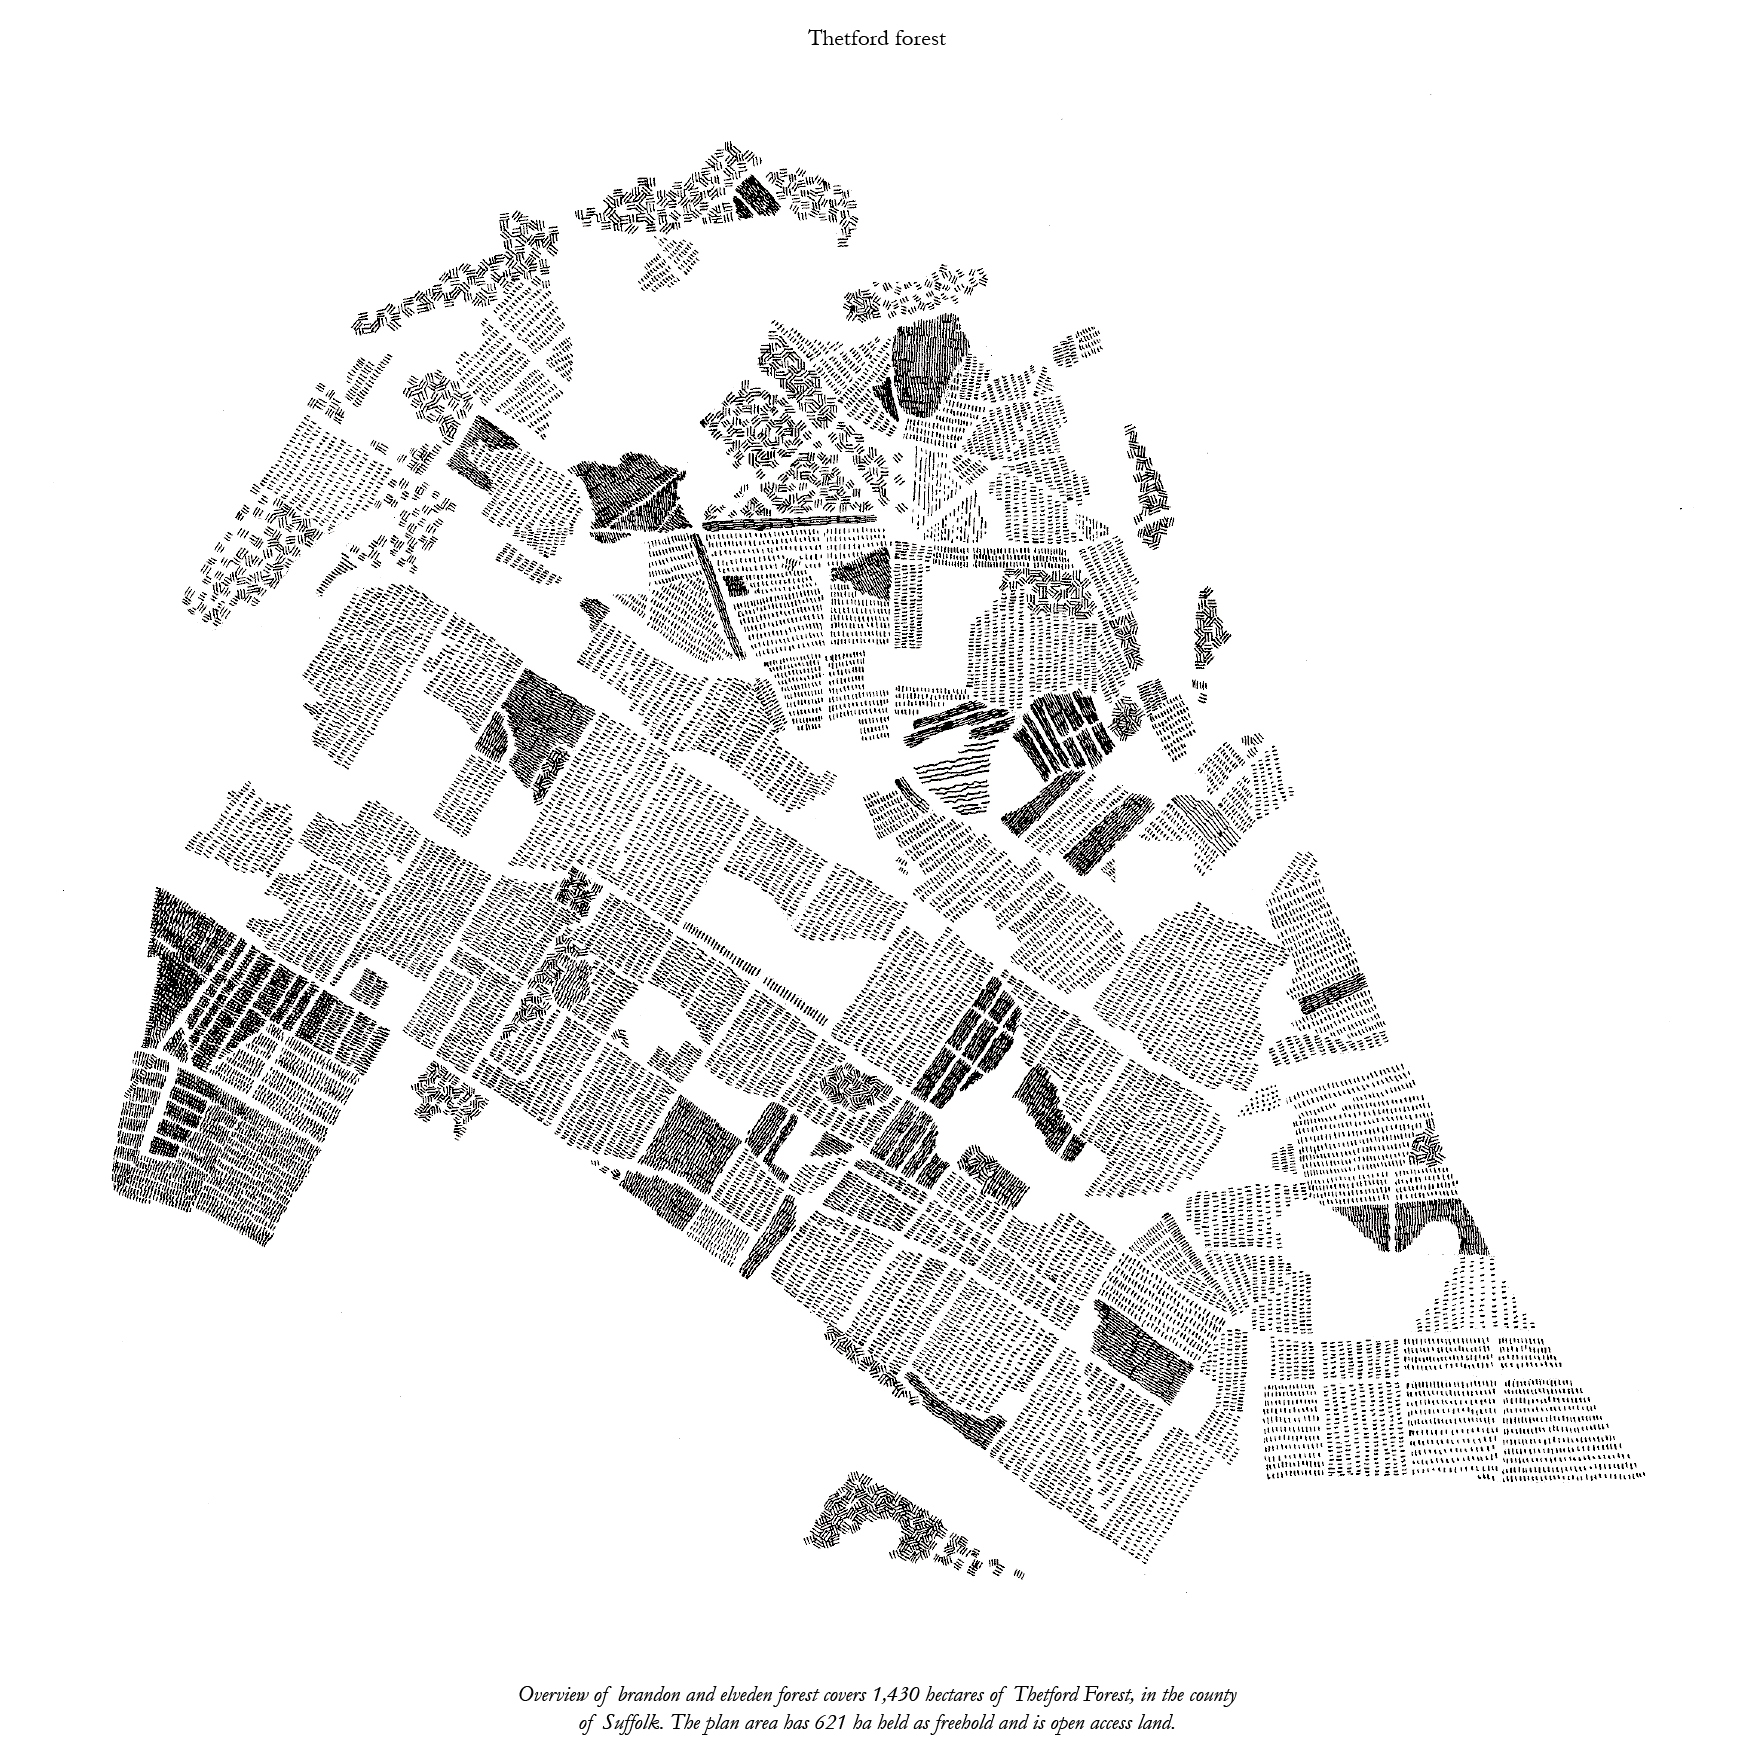 Thetford forest
Overview of brandon and elveden forest covers 1,430 hectares of Thetford Forest, in the county
of Suffolk. The plan area has 621 ha held as freehold and is open access land.